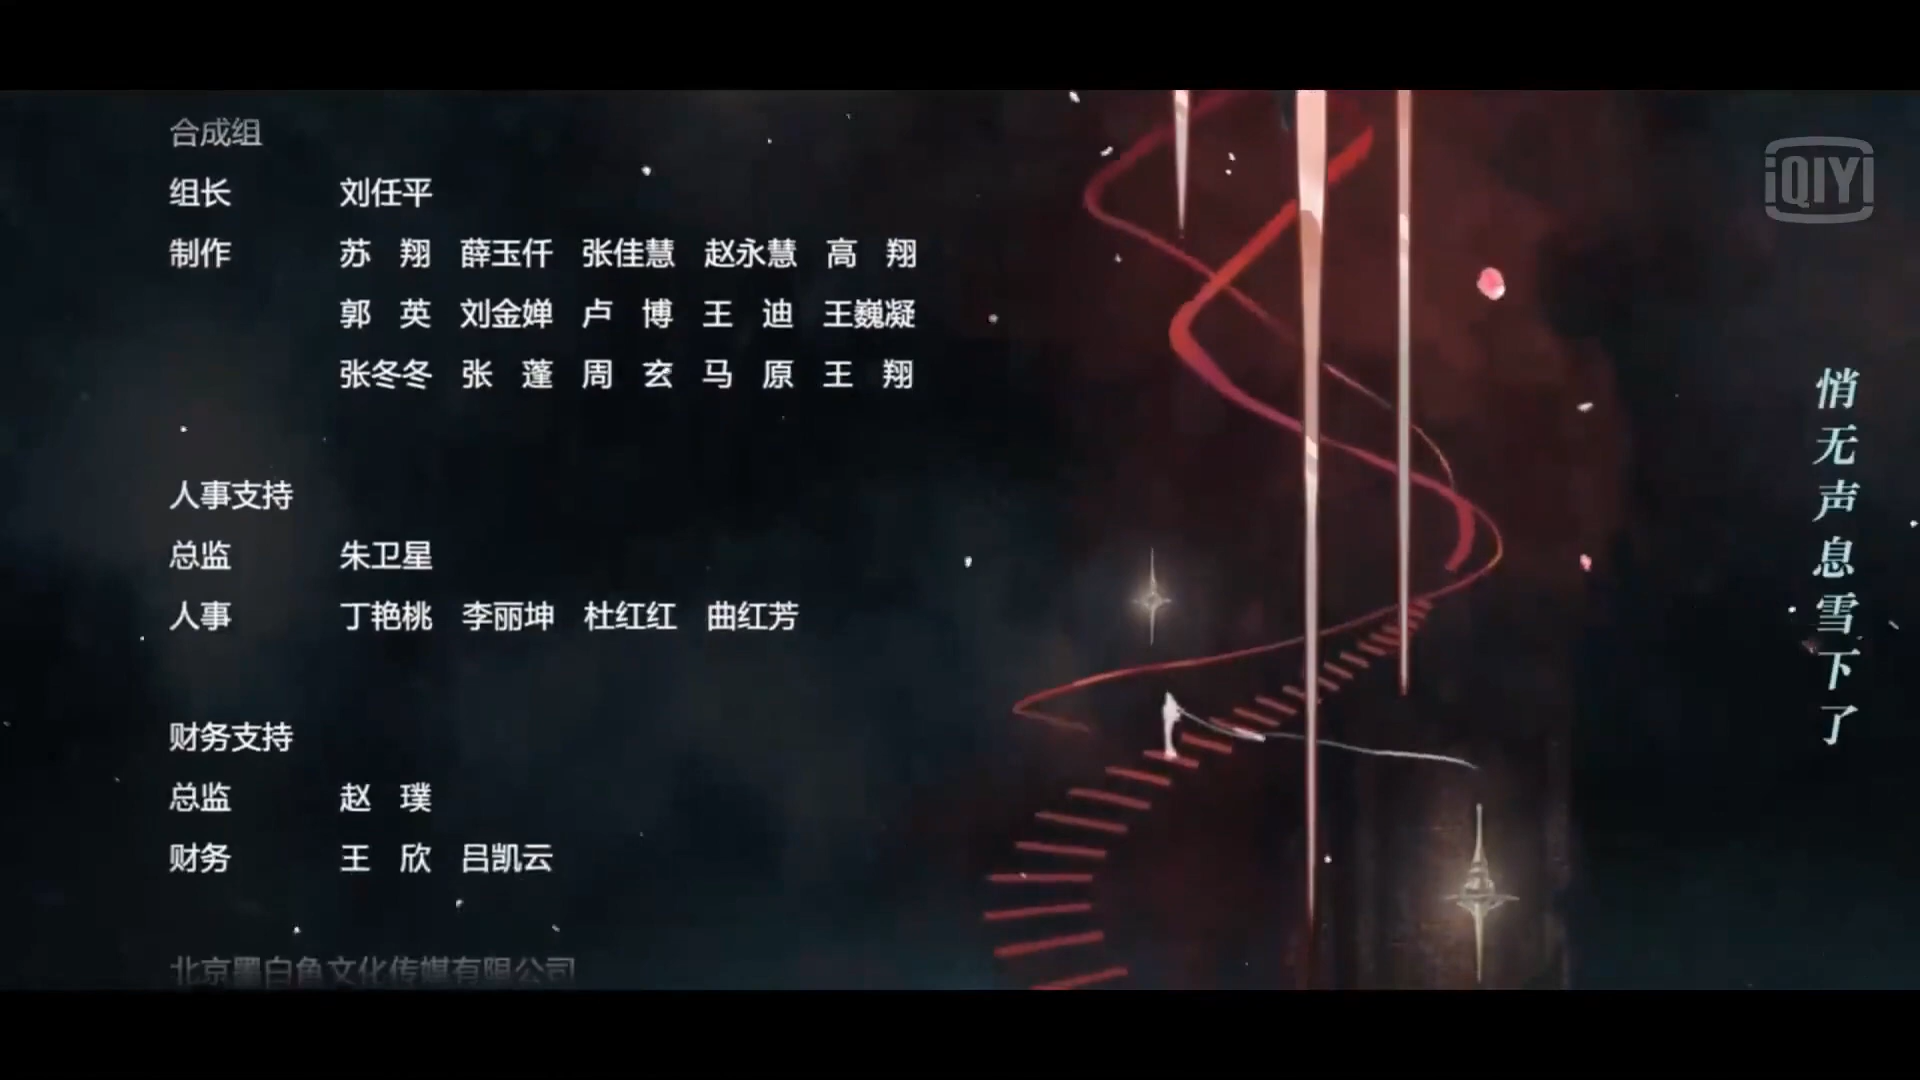 合成组
组长 刘任平
制作 苏 翔 薛玉仟 张佳慧 赵永慧 高 翔
郭 英 刘金婵 卢 博 王 迪 王巍凝
张冬冬 张 蓬 周 玄 马 原 王 翔
人事支持
总监 朱卫星
人事 丁艳桃 李丽坤 杜红红 曲红芳
财务支持
总监 赵 璞
财务 王 欣 吕凯云
北京墨白鱼文化传媒有限公司
iQIYI
悄无声息雪下了